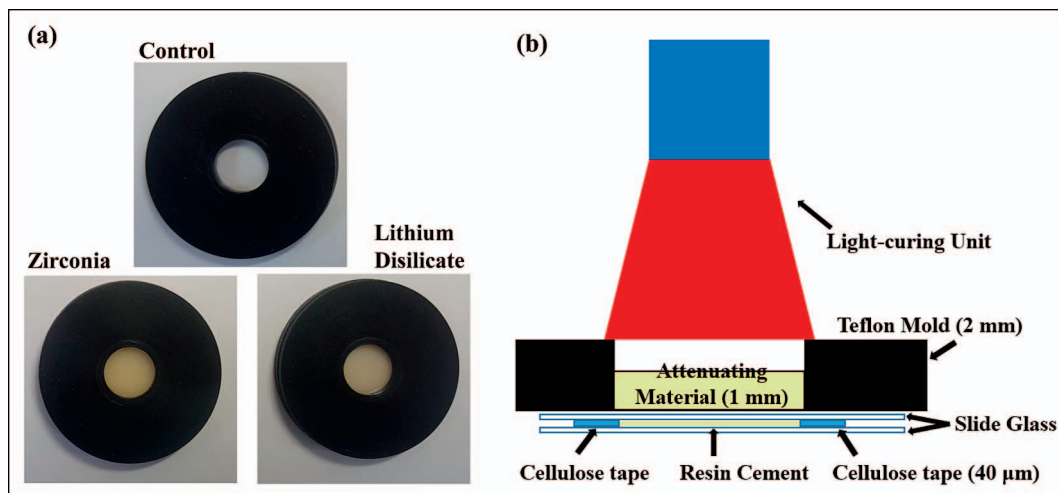 (a)
Control
Zirconia
Lithium
Disilicate
(b)
Light-curing Unit
Teflon Mold (2 mm)
Attenuating
Material (1 mm)
Slide Glass
Cellulose tape
Resin Cement
Cellulose tape (40 µm)